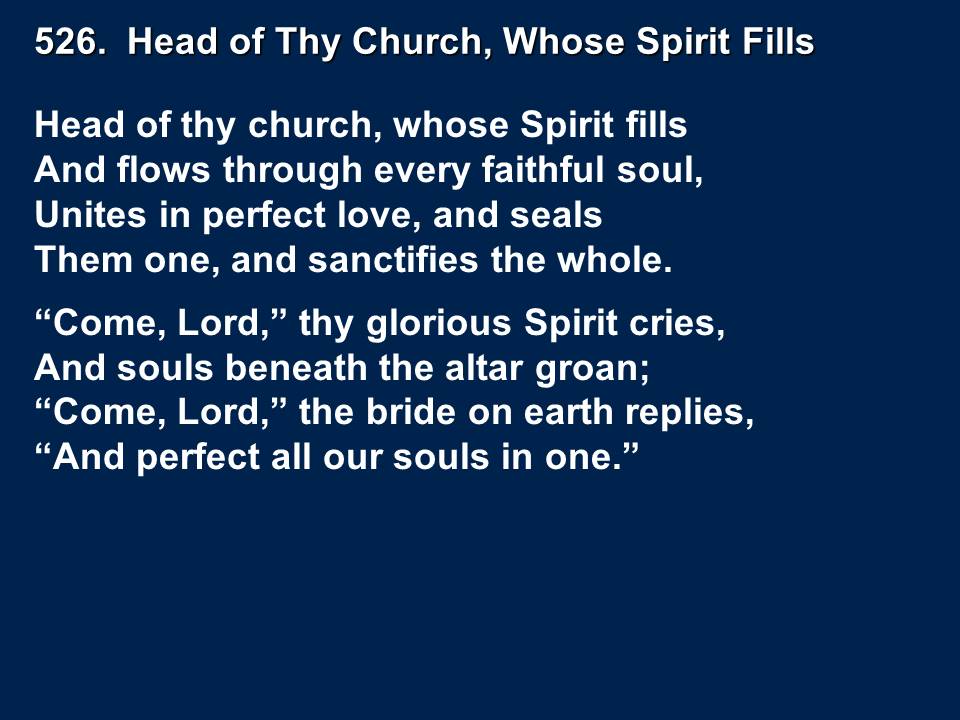 526.  Head of Thy Church, Whose Spirit Fills
Head of thy church, whose Spirit fills
And flows through every faithful soul,
Unites in perfect love, and seals
Them one, and sanctifies the whole.
“Come, Lord,” thy glorious Spirit cries,
And souls beneath the altar groan;
“Come, Lord,” the bride on earth replies,
“And perfect all our souls in one.”